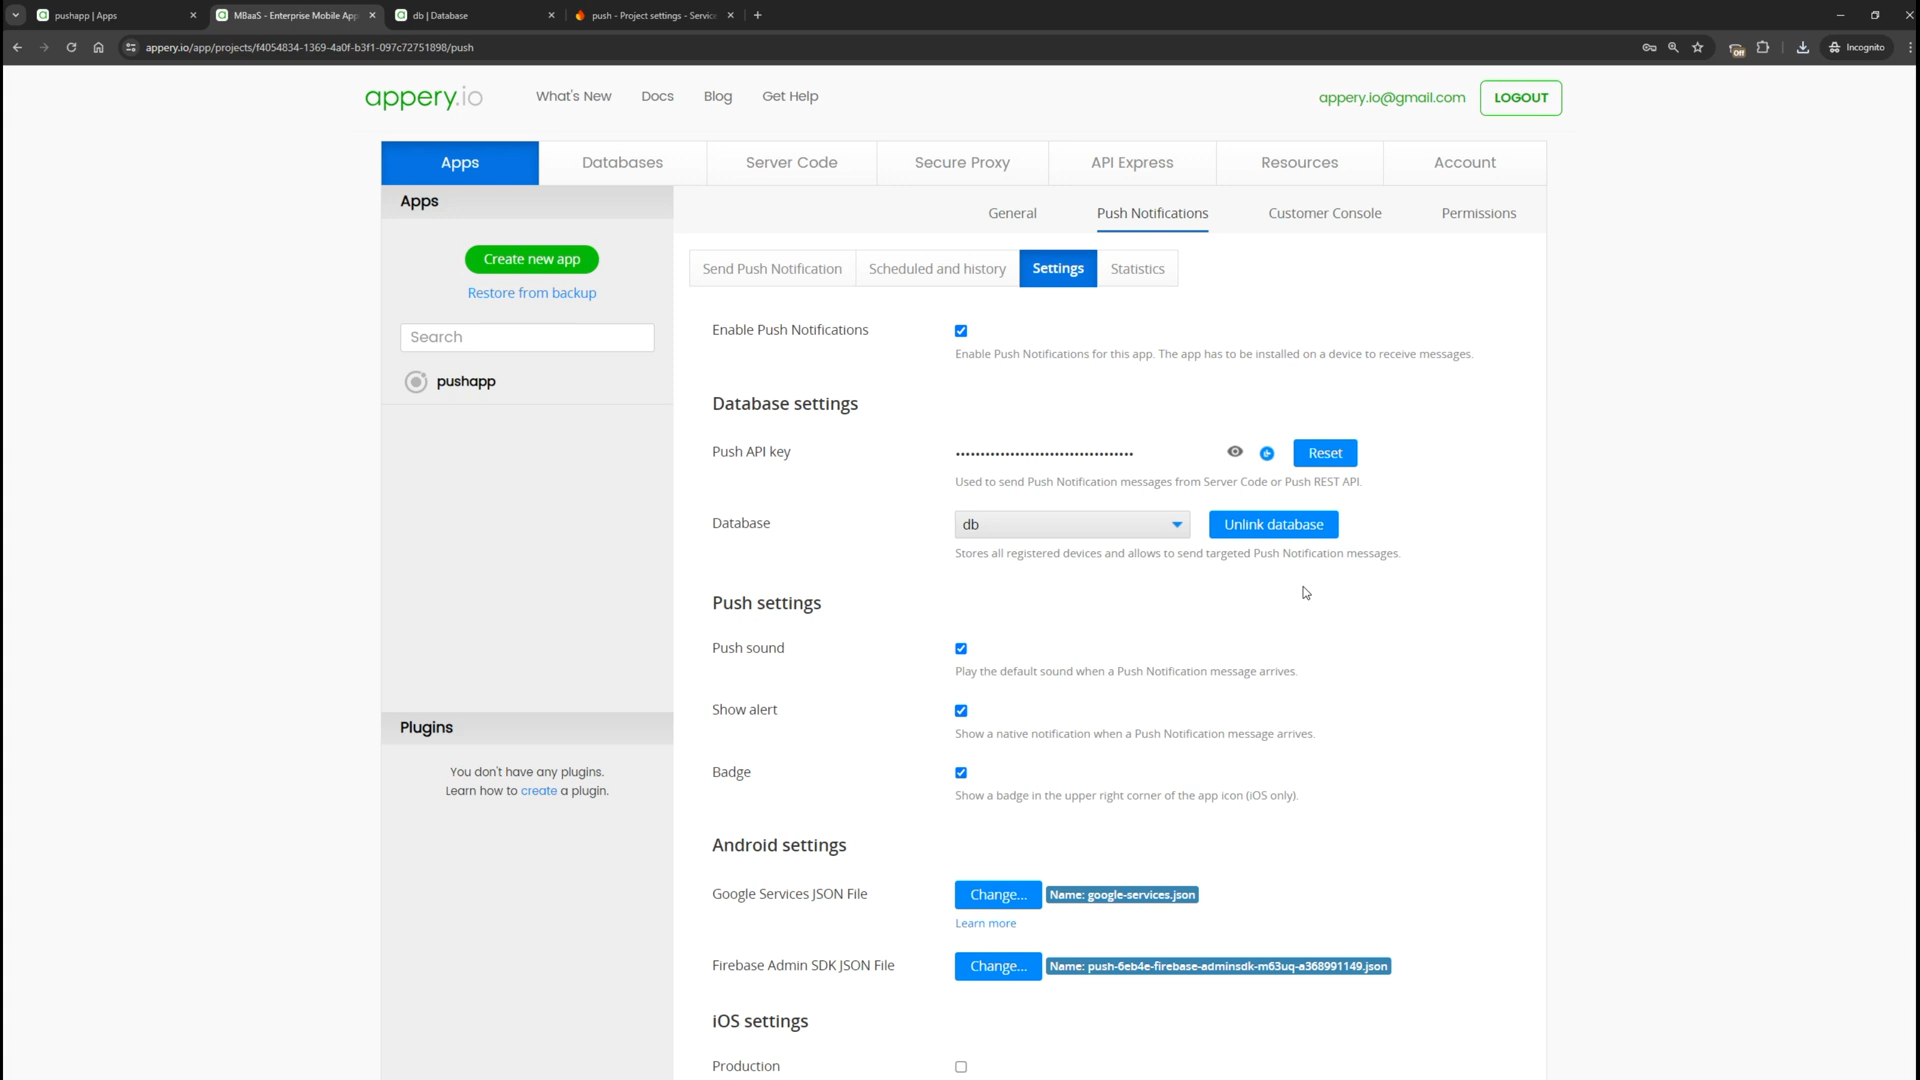 pushapp | Apps
MBaaS - Enterprise Mobile App
db | Database
push - Project settings - Service
appery.io/app/projects/f4054834-1369-4a0f-b3f1-097c72751898/push
Off
Incognito
appery.io
What's New
Docs
Blog
Get Help
appery.io@gmail.com
LOGOUT
Apps
Databases
Server Code
Secure Proxy
API Express
Resources
Account
Apps
General
Push Notifications
Customer Console
Permissions
Create new app
Restore from backup
Search
pushapp
Plugins
You don't have any plugins.
Learn how to create a plugin.
Send Push Notification
Scheduled and history
Settings
Statistics
Enable Push Notifications
Enable Push Notifications for this app. The app has to be installed on a device to receive messages.
Database settings
Push API key
Reset
Used to send Push Notification messages from Server Code or Push REST API.
Database
db
Unlink database
Stores all registered devices and allows to send targeted Push Notification messages.
Push settings
Push sound
Play the default sound when a Push Notification message arrives.
Show alert
Show a native notification when a Push Notification message arrives.
Badge
Show a badge in the upper right corner of the app icon (iOS only).
Android settings
Google Services JSON File
Change...
Name: google-services.json
Learn more
Firebase Admin SDK JSON File
Change...
Name: push-6eb4e-firebase-adminsdk-m63uq-a368991149.json
iOS settings
Production